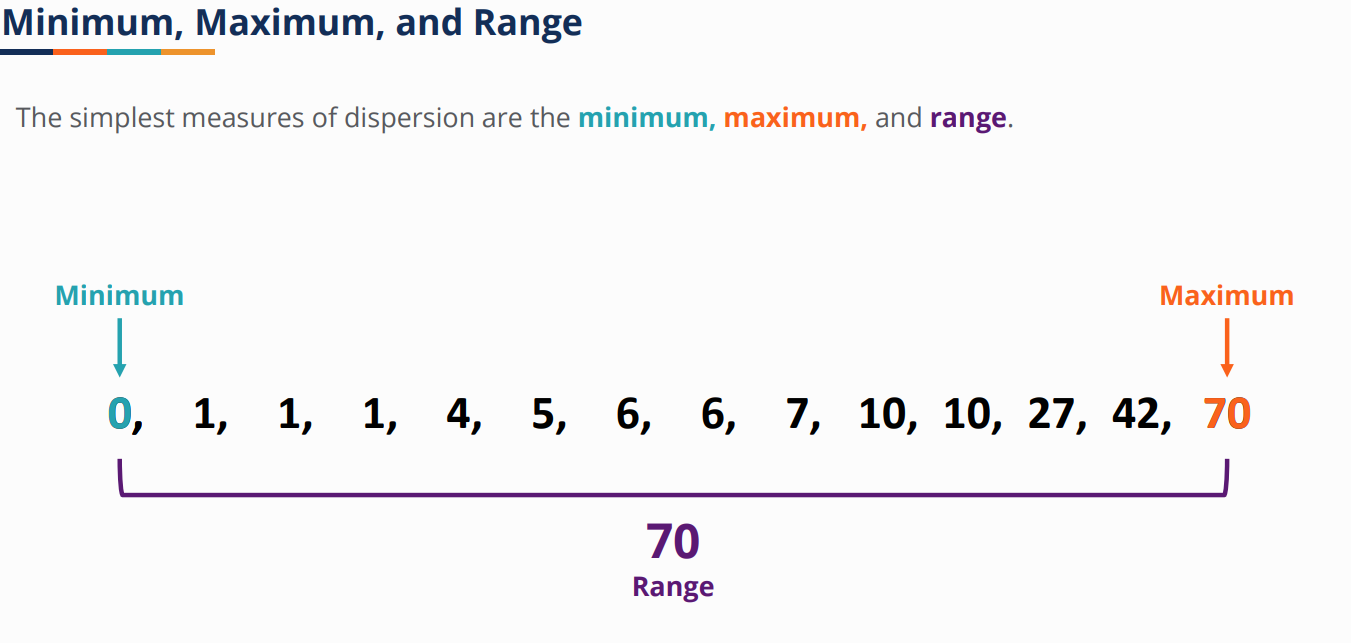 Minimum, Maximum, and Range
The simplest measures of dispersion are the minimum, maximum, and range.
Minimum
Maximum
0, 1, 1, 1, 4, 5, 6, 6, 7, 10, 10, 27, 42, 70
70
Range